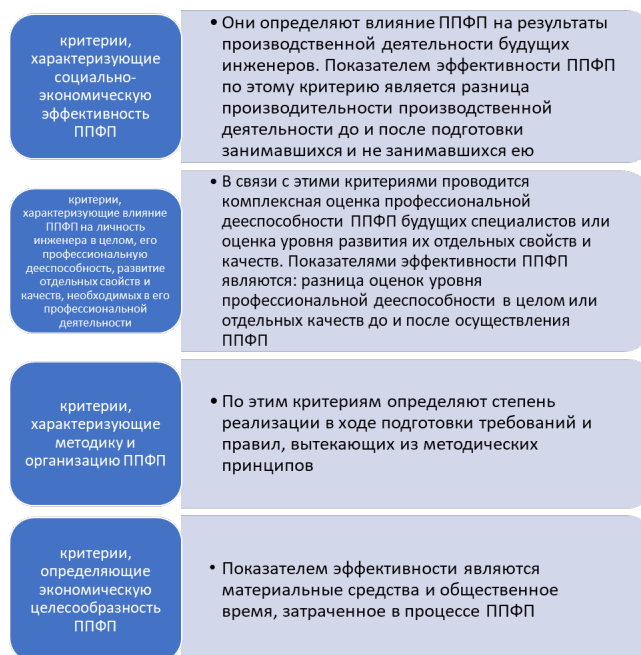 критерии,
характеризующие
социально-
экономическую
эффективность
ППФП
• Они определяют влияние ППФП на результаты
производственной деятельности будущих
инженеров. Показателем эффективности ППФП
по этому критерию является разница
производительности производственной
деятельности до и после подготовки
занимавшихся и не занимавшихся ею
критерии,
характеризующие влияние
ППФП на личность
инженера в целом, его
профессиональную
дееспособность, развитие
отдельных свойств и
качеств, необходимых в его
профессиональной
деятельности
• В связи с этими критериями проводится
комплексная оценка профессиональной
дееспособности ППФП будущих специалистов или
оценка уровня развития их отдельных свойств и
качеств. Показателями эффективности ППФП
являются: разница оценок уровня
профессиональной дееспособности в целом или
отдельных качеств до и после осуществления
ППФП
критерии,
характеризующие
методику и
организацию ППФП
• По этим критериям определяют степень
реализации в ходе подготовки требований и
правил, вытекающих из методических
принципов
критерии,
определяющие
экономическую
целесообразность
ППФП
• Показателем эффективности являются
материальные средства и общественное
время, затраченное в процессе ППФП